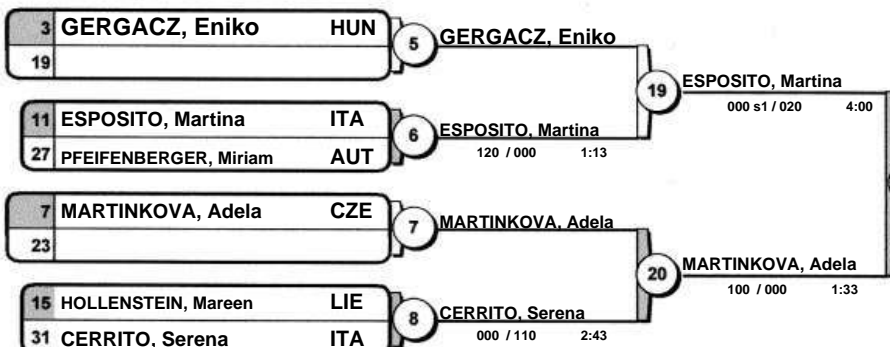 3 GERGACZ, Eniko HUN
19
5
GERGACZ, Eniko
11 ESPOSITO, Martina ITA
27 PFEIFENBERGER, Miriam AUT
6
ESPOSITO, Martina
120 / 000 1:13
19
ESPOSITO, Martina
000 s1 / 020 4:00
7 MARTINKOVA, Adela CZE
23
7
MARTINKOVA, Adela
15 HOLLENSTEIN, Mareen LIE
31 CERRITO, Serena ITA
8
CERRITO, Serena
000 / 110 2:43
20
MARTINKOVA, Adela
100 / 000 1:33